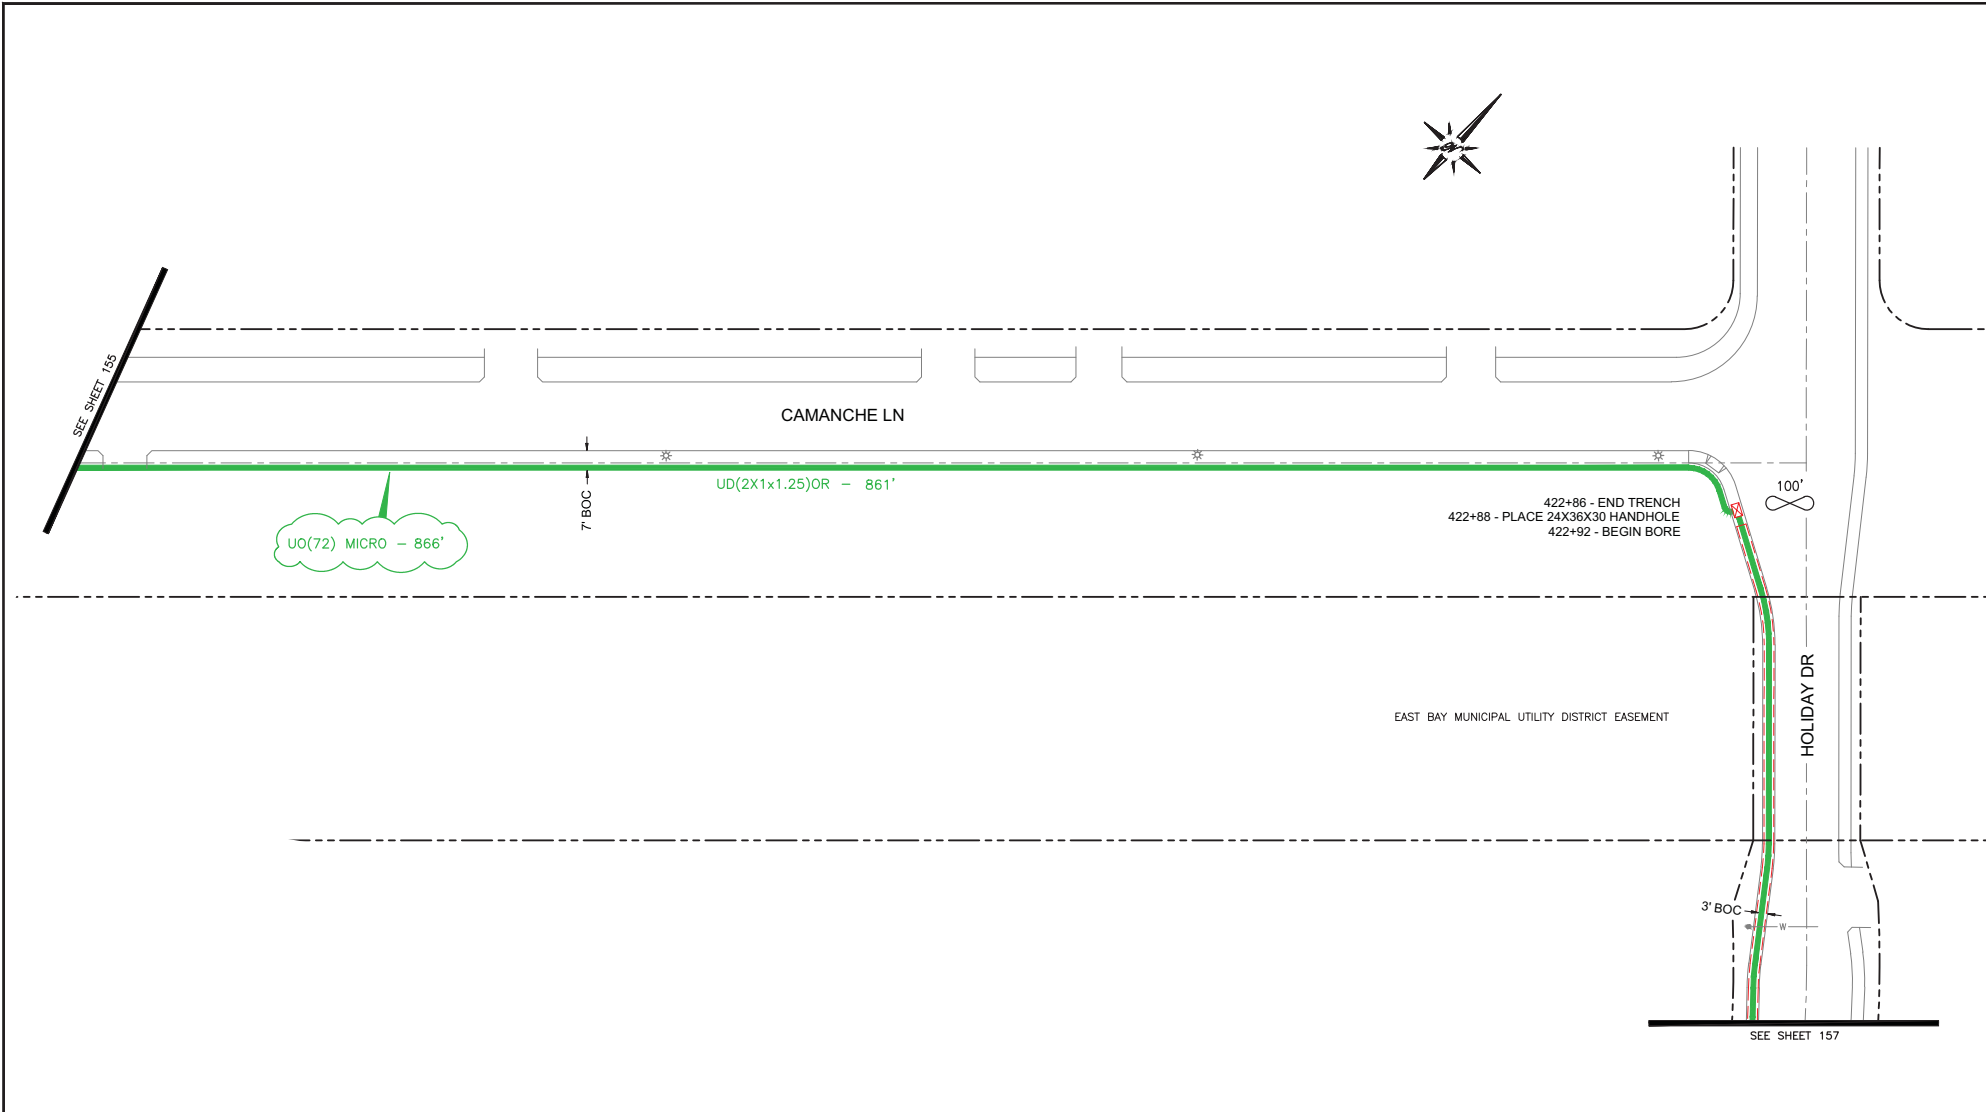 SEE SHEET 155
CAMANCHE LN
7' BOC
UD(2X1x1.25)OR - 861'
UO(72) MICRO - 866'
100'
422+86 - END TRENCH
422+88 - PLACE 24X36X30 HANDHOLE
422+92 - BEGIN BORE
EAST BAY MUNICIPAL UTILITY DISTRICT EASEMENT
HOLIDAY DR
3' BOC
W
SEE SHEET 157